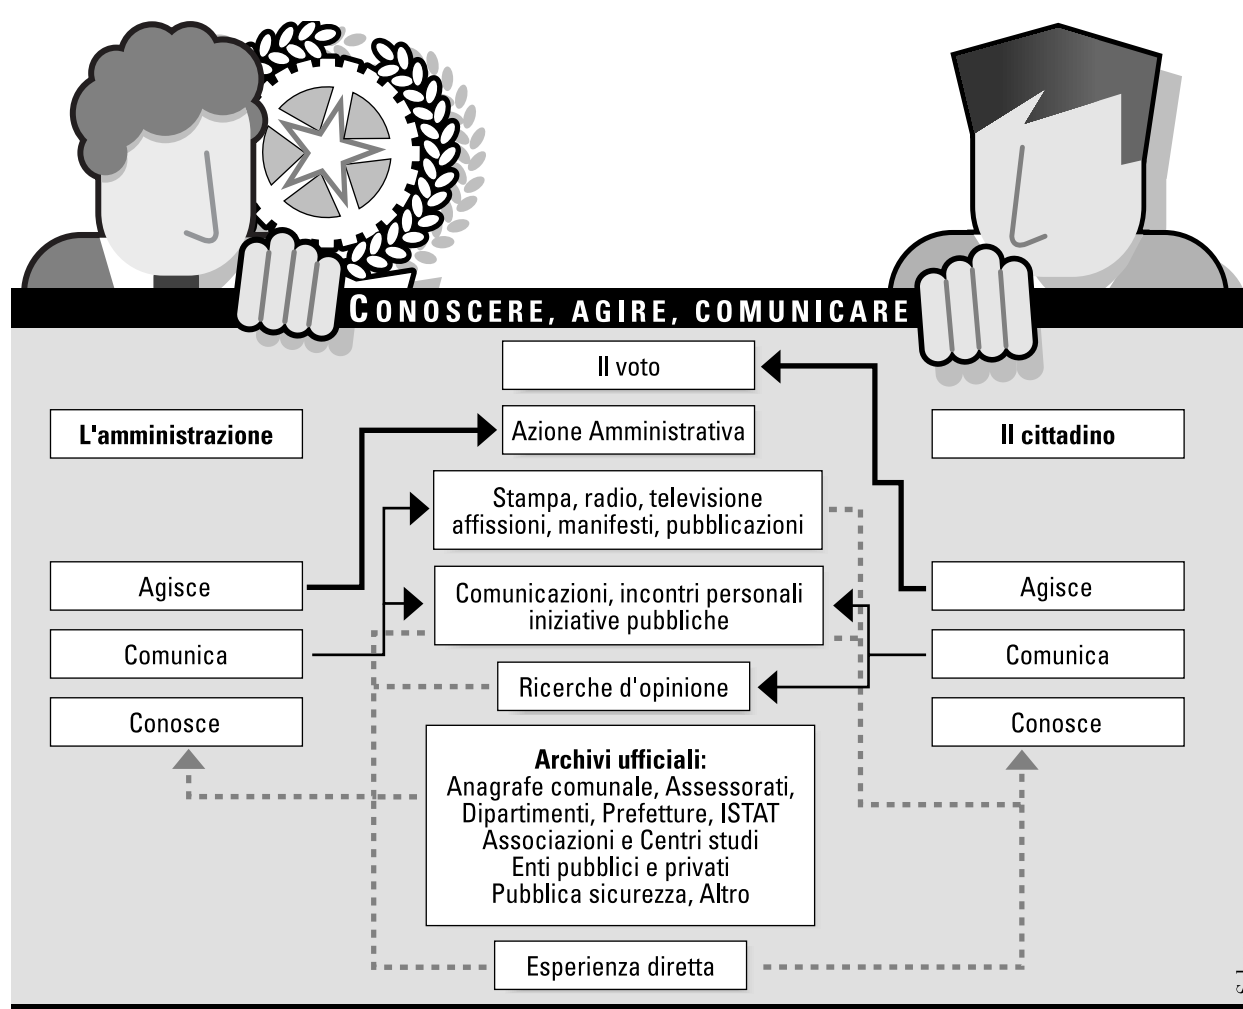 CONOSCERE, AGIRE, COMUNICARE
Il voto
L'amministrazione
Azione Amministrativa
Il cittadino
Stampa, radio, televisione
affissioni, manifesti, pubblicazioni
Agisce
Comunicazioni, incontri personali
iniziative pubbliche
Agisce
Comunica
Comunica
Ricerche d'opinione
Conosce
Conosce
Archivi ufficiali:
Anagrafe comunale, Assessorati,
Dipartimenti, Prefetture, ISTAT
Associazioni e Centri studi
Enti pubblici e privati
Pubblica sicurezza, Altro
Esperienza diretta